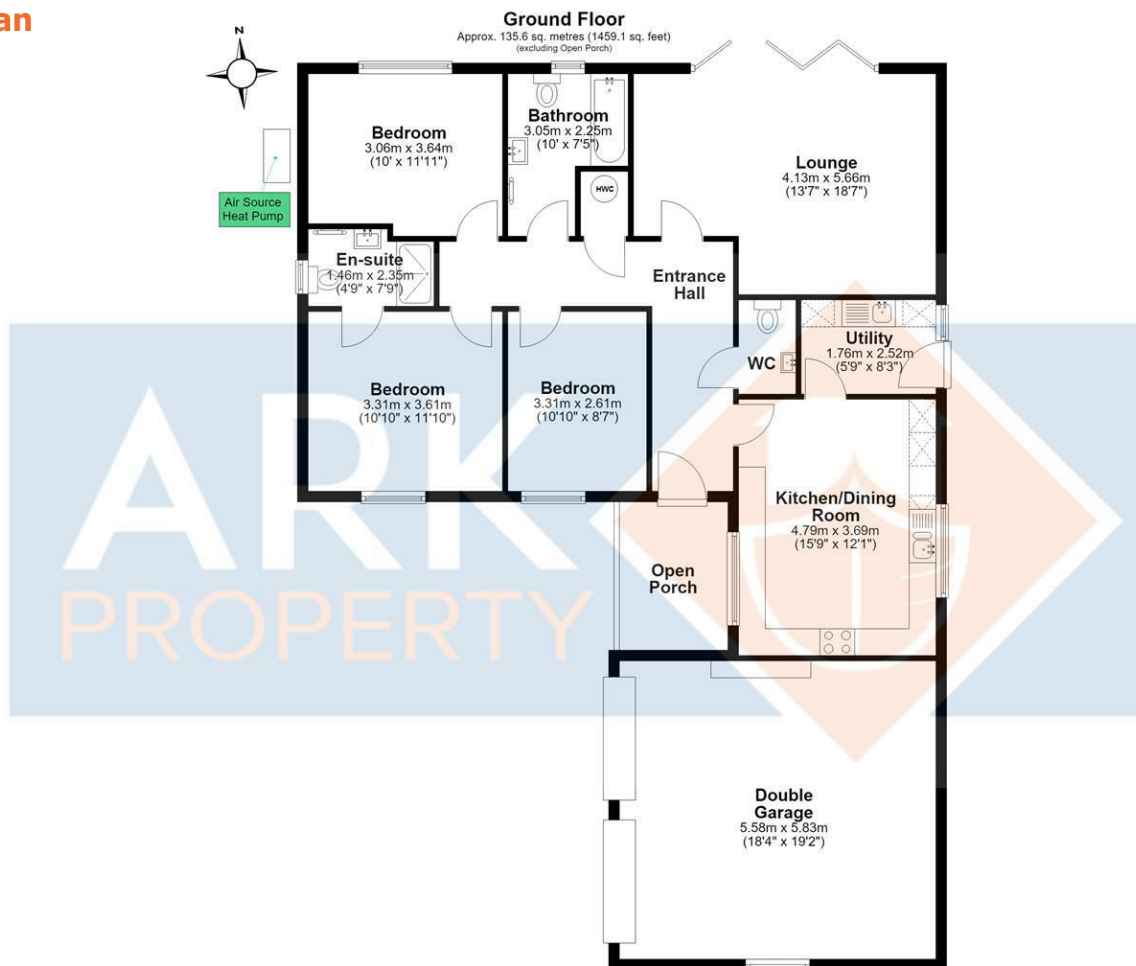 an
Ground Floor
Approx. 135.6 sq. metres (1459.1 sq. feet)
(excluding Open Porch)
N
Bedroom
3.06m x 3.64m
(10' x 11'11")
Bathroom
3.05m x 2.25m
(10' x 7'5")
Lounge
4.13m x 5.66m
(13'7" x 18'7")
HWC
Air Source
Heat Pump
En-suite
1.46m x 2.35m
(4'9" x 7'9")
Entrance
Hall
WC
Utility
1.76m x 2.52m
(5'9" x 8'3")
Bedroom
3.31m x 3.61m
(10'10" x 11'10")
Bedroom
3.31m x 2.61m
(10'10" x 8'7")
Kitchen/Dining
Room
4.79m x 3.69m
(15'9" x 12'1")
Open
Porch
ARK
PROPERTY
Double
Garage
5.58m x 5.83m
(18'4" x 19'2")